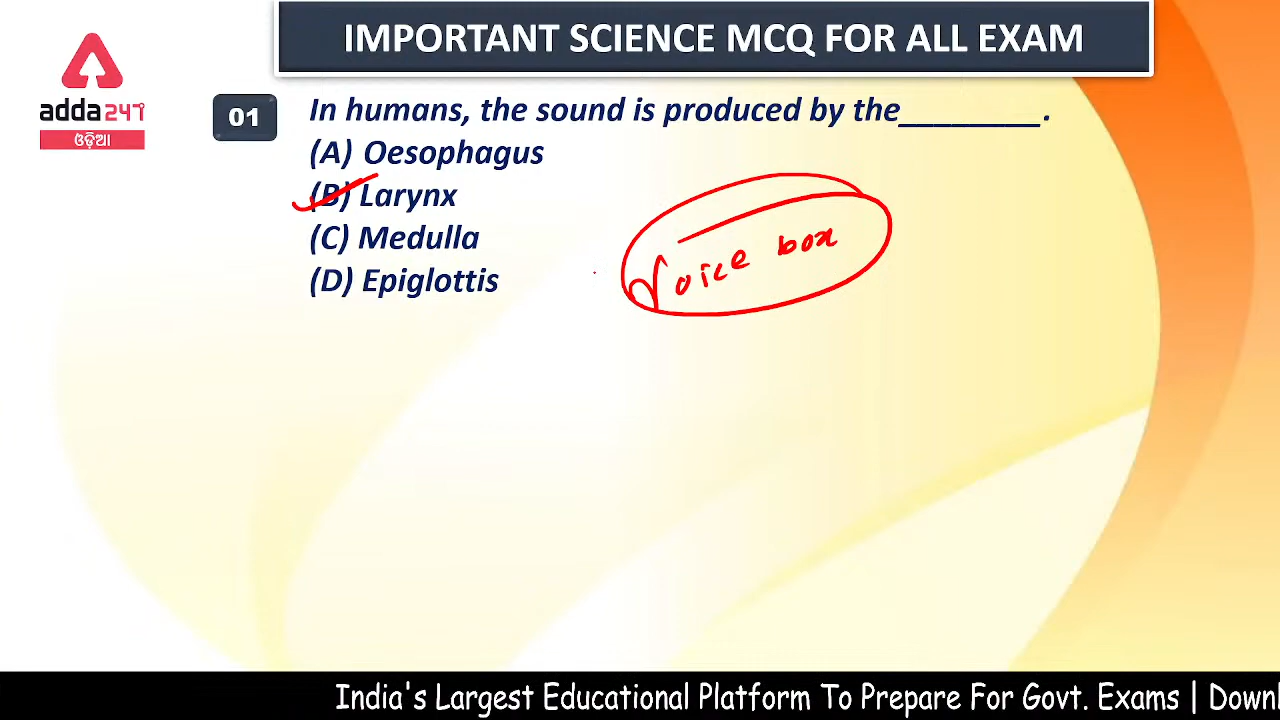 IMPORTANT SCIENCE MCQ FOR ALL EXAM
adda247
ଓଡ଼ିଆ
01
In humans, the sound is produced by the________.
(A) Oesophagus
(B) Larynx
(C) Medulla
(D) Epiglottis
Voice box
India's Largest Educational Platform To Prepare For Govt. Exams | Downl